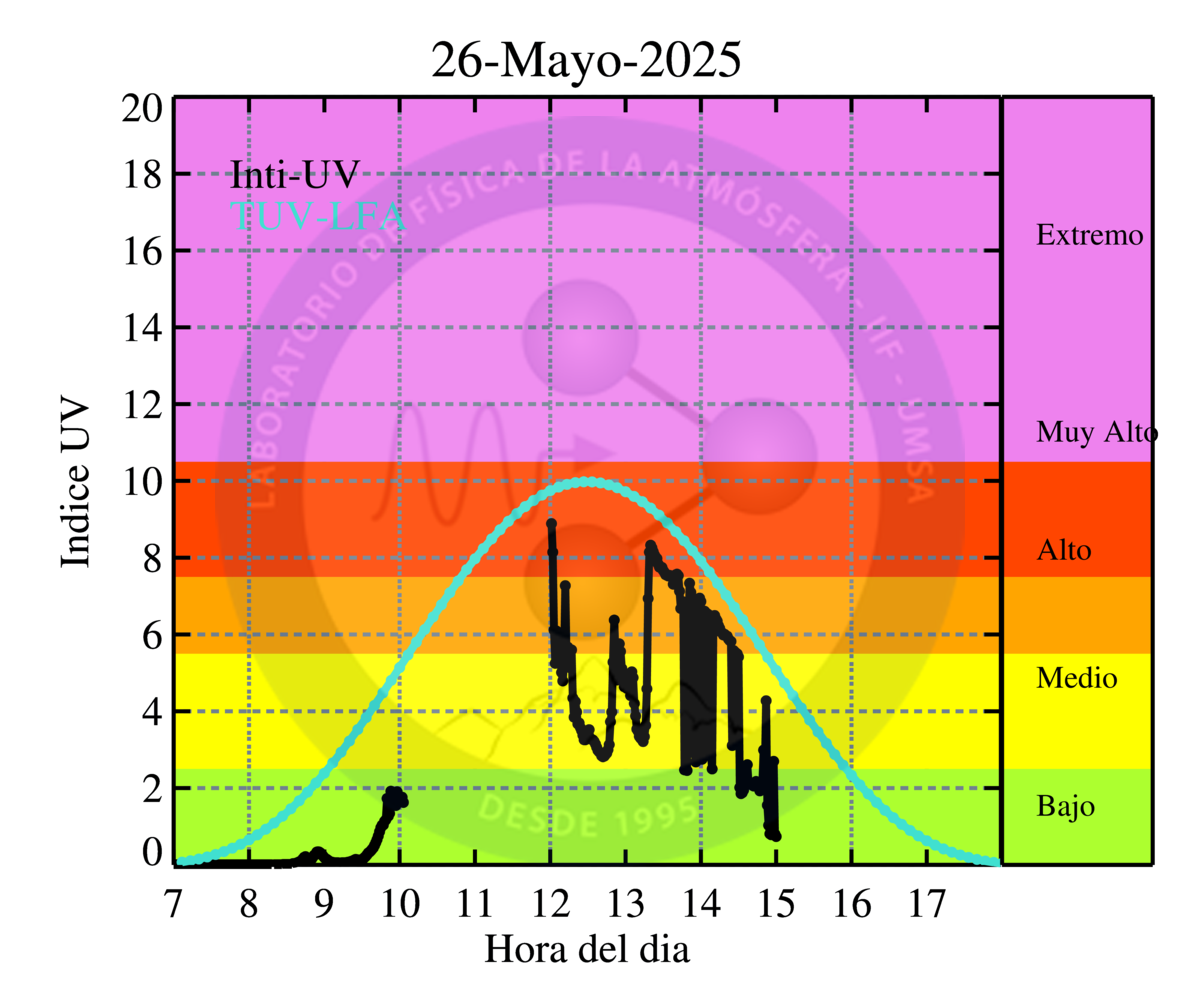 26-Mayo-2025
Indice UV
20
18
16
14
12
10
8
6
4
2
0
Inti-UV
TUV-LFA
LABORATORIO DE FÍSICA DE LA ATMÓSFERA - IIF - UMSA
DESDE 1995
Extremo
Muy Alto
Alto
Medio
Bajo
7 8 9 10 11 12 13 14 15 16 17
Hora del dia